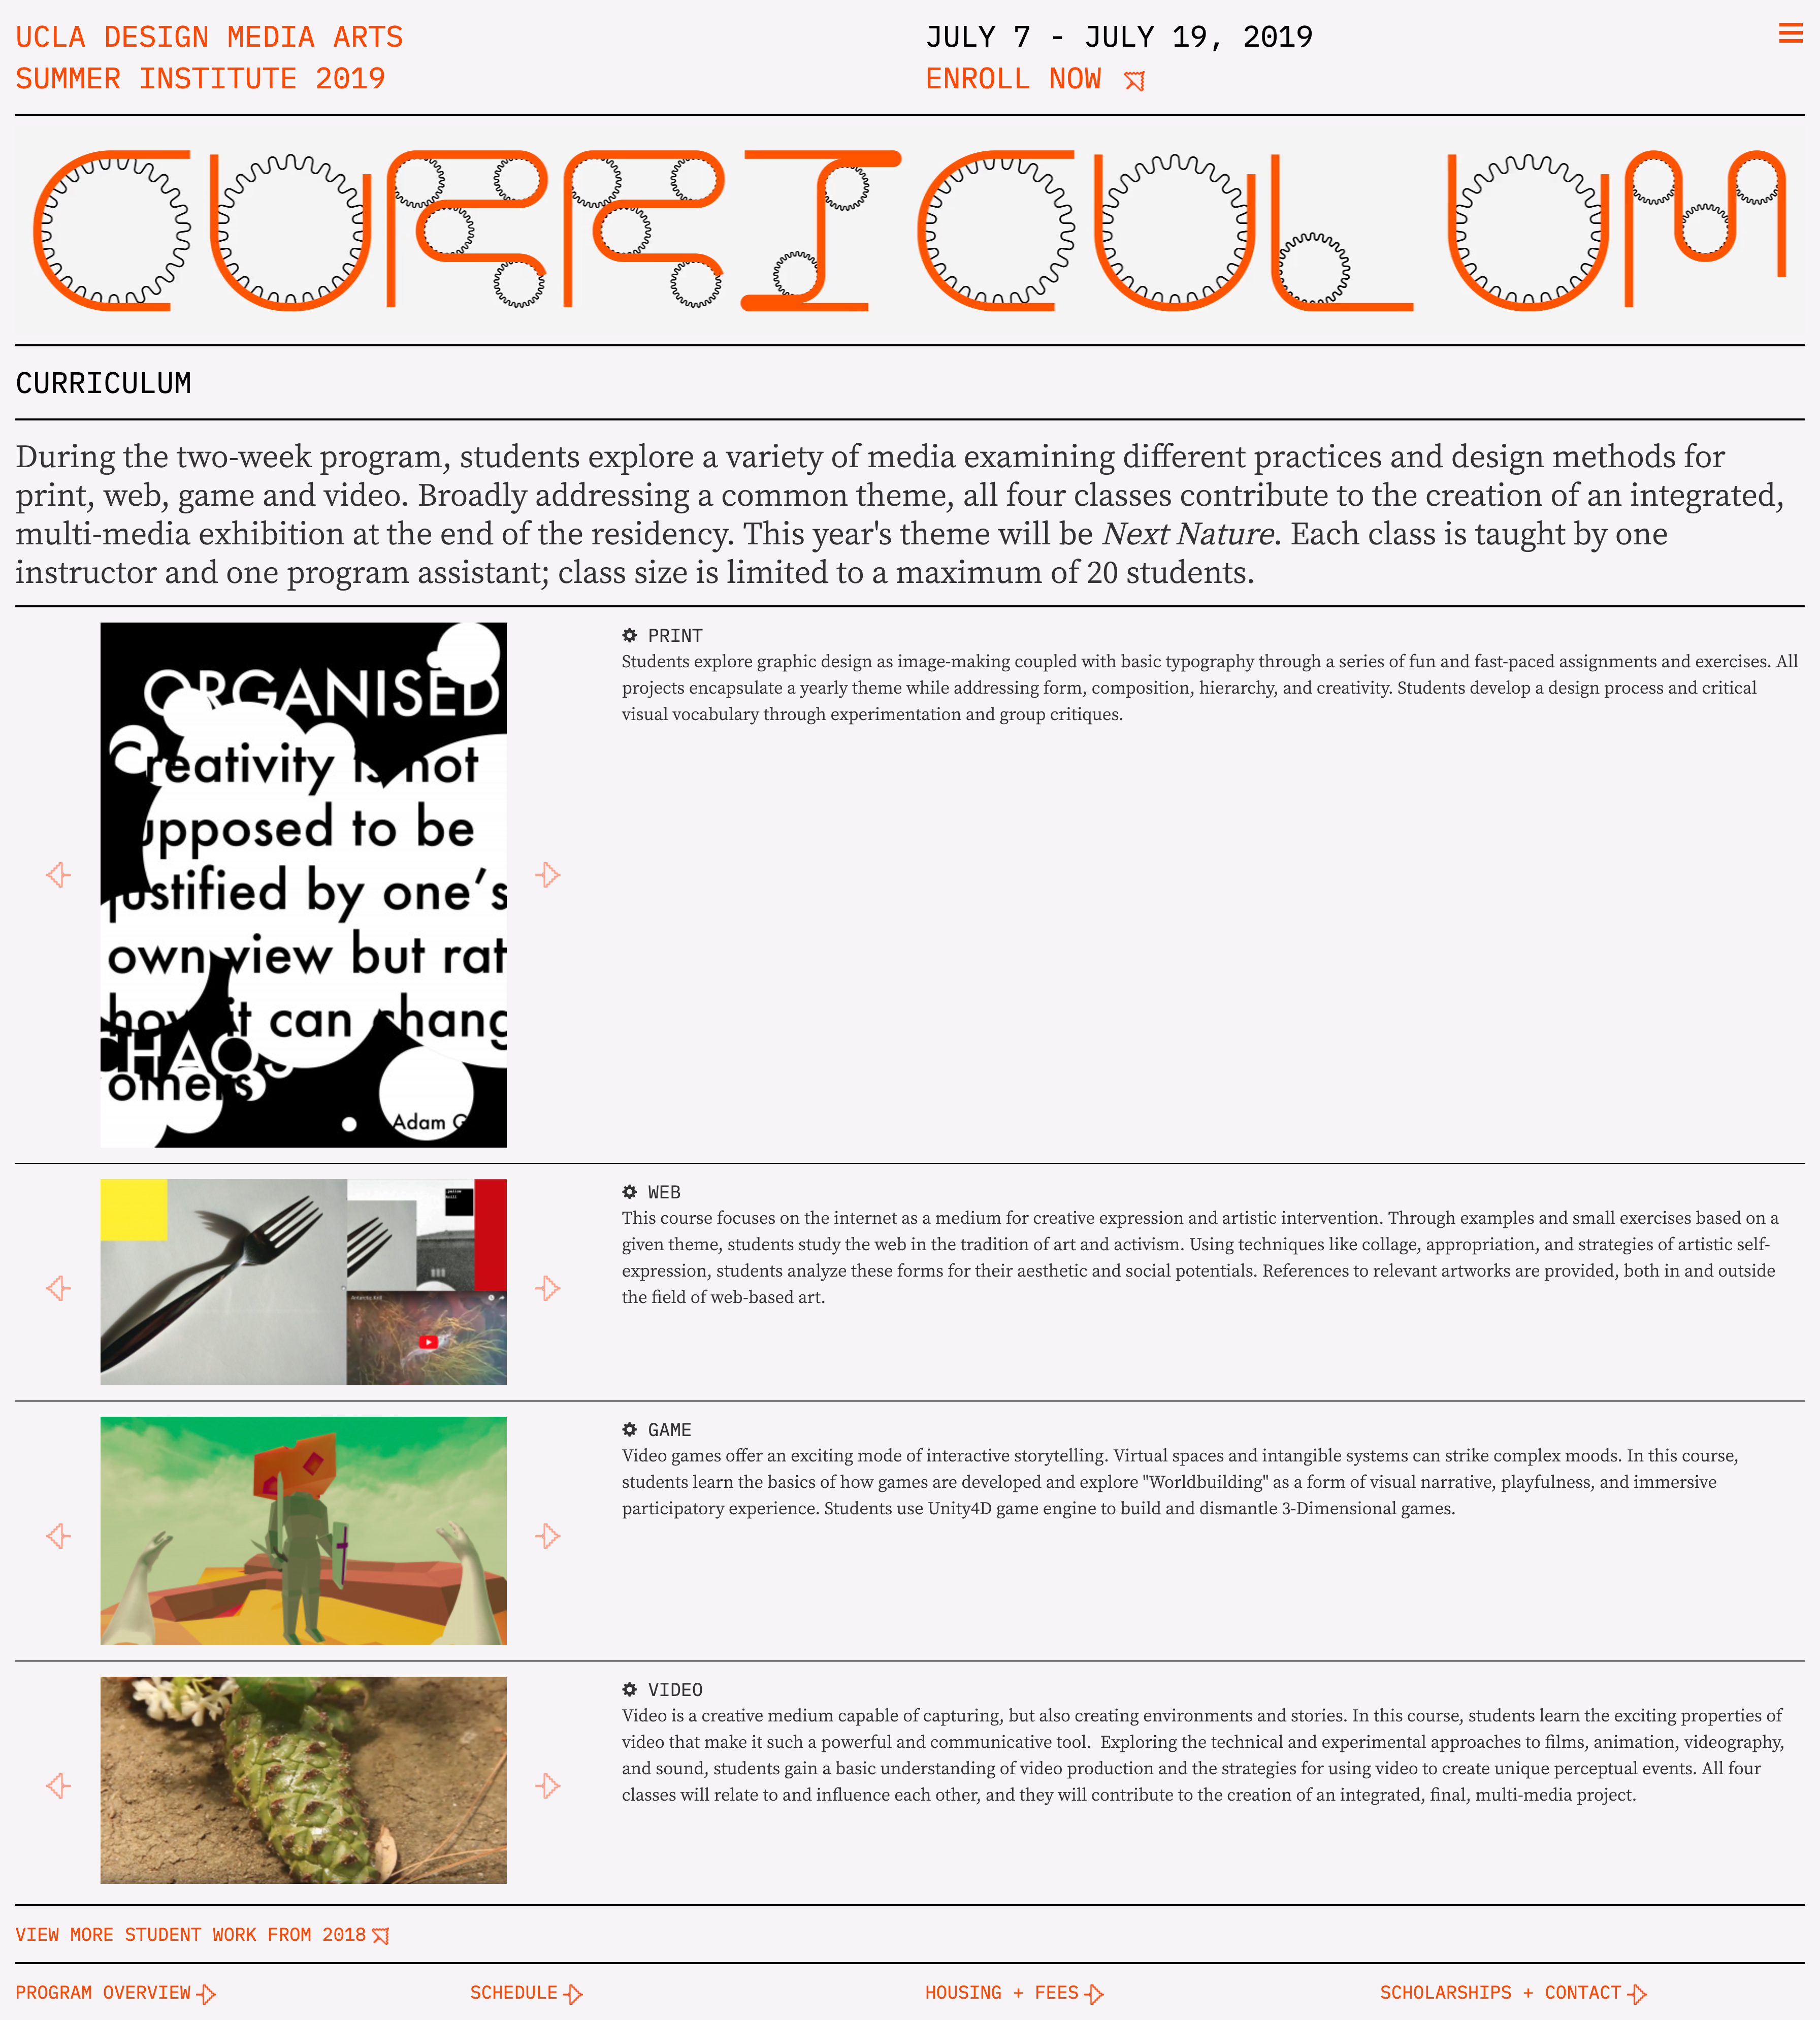 UCLA DESIGN MEDIA ARTS
SUMMER INSTITUTE 2019
JULY 7 - JULY 19, 2019
ENROLL NOW
CURRICULUM
CURRICULUM
During the two-week program, students explore a variety of media examining different practices and design methods for
print, web, game and video. Broadly addressing a common theme, all four classes contribute to the creation of an integrated,
multi-media exhibition at the end of the residency. This year's theme will be Next Nature. Each class is taught by one
instructor and one program assistant; class size is limited to a maximum of 20 students.
ORGANISED
Creativity is not
upposed to be
justified by one's
own view but rat
how it can chang
CHAOS
others
Adam G
PRINT
Students explore graphic design as image-making coupled with basic typography through a series of fun and fast-paced assignments and exercises. All
projects encapsulate a yearly theme while addressing form, composition, hierarchy, and creativity. Students develop a design process and critical
visual vocabulary through experimentation and group critiques.
WEB
This course focuses on the internet as a medium for creative expression and artistic intervention. Through examples and small exercises based on a
given theme, students study the web in the tradition of art and activism. Using techniques like collage, appropriation, and strategies of artistic self-
expression, students analyze these forms for their aesthetic and social potentials. References to relevant artworks are provided, both in and outside
the field of web-based art.
GAME
Video games offer an exciting mode of interactive storytelling. Virtual spaces and intangible systems can strike complex moods. In this course,
students learn the basics of how games are developed and explore "Worldbuilding" as a form of visual narrative, playfulness, and immersive
participatory experience. Students use Unity4D game engine to build and dismantle 3-Dimensional games.
VIDEO
Video is a creative medium capable of capturing, but also creating environments and stories. In this course, students learn the exciting properties of
video that make it such a powerful and communicative tool.  Exploring the technical and experimental approaches to films, animation, videography,
and sound, students gain a basic understanding of video production and the strategies for using video to create unique perceptual events. All four
classes will relate to and influence each other, and they will contribute to the creation of an integrated, final, multi-media project.
VIEW MORE STUDENT WORK FROM 2018
PROGRAM OVERVIEW
SCHEDULE
HOUSING + FEES
SCHOLARSHIPS + CONTACT